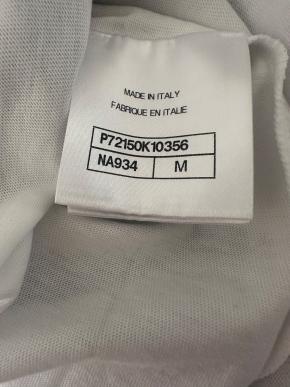 MADE IN ITALY
FABRIQUE EN ITALIE
P72150K10356
NA934 M